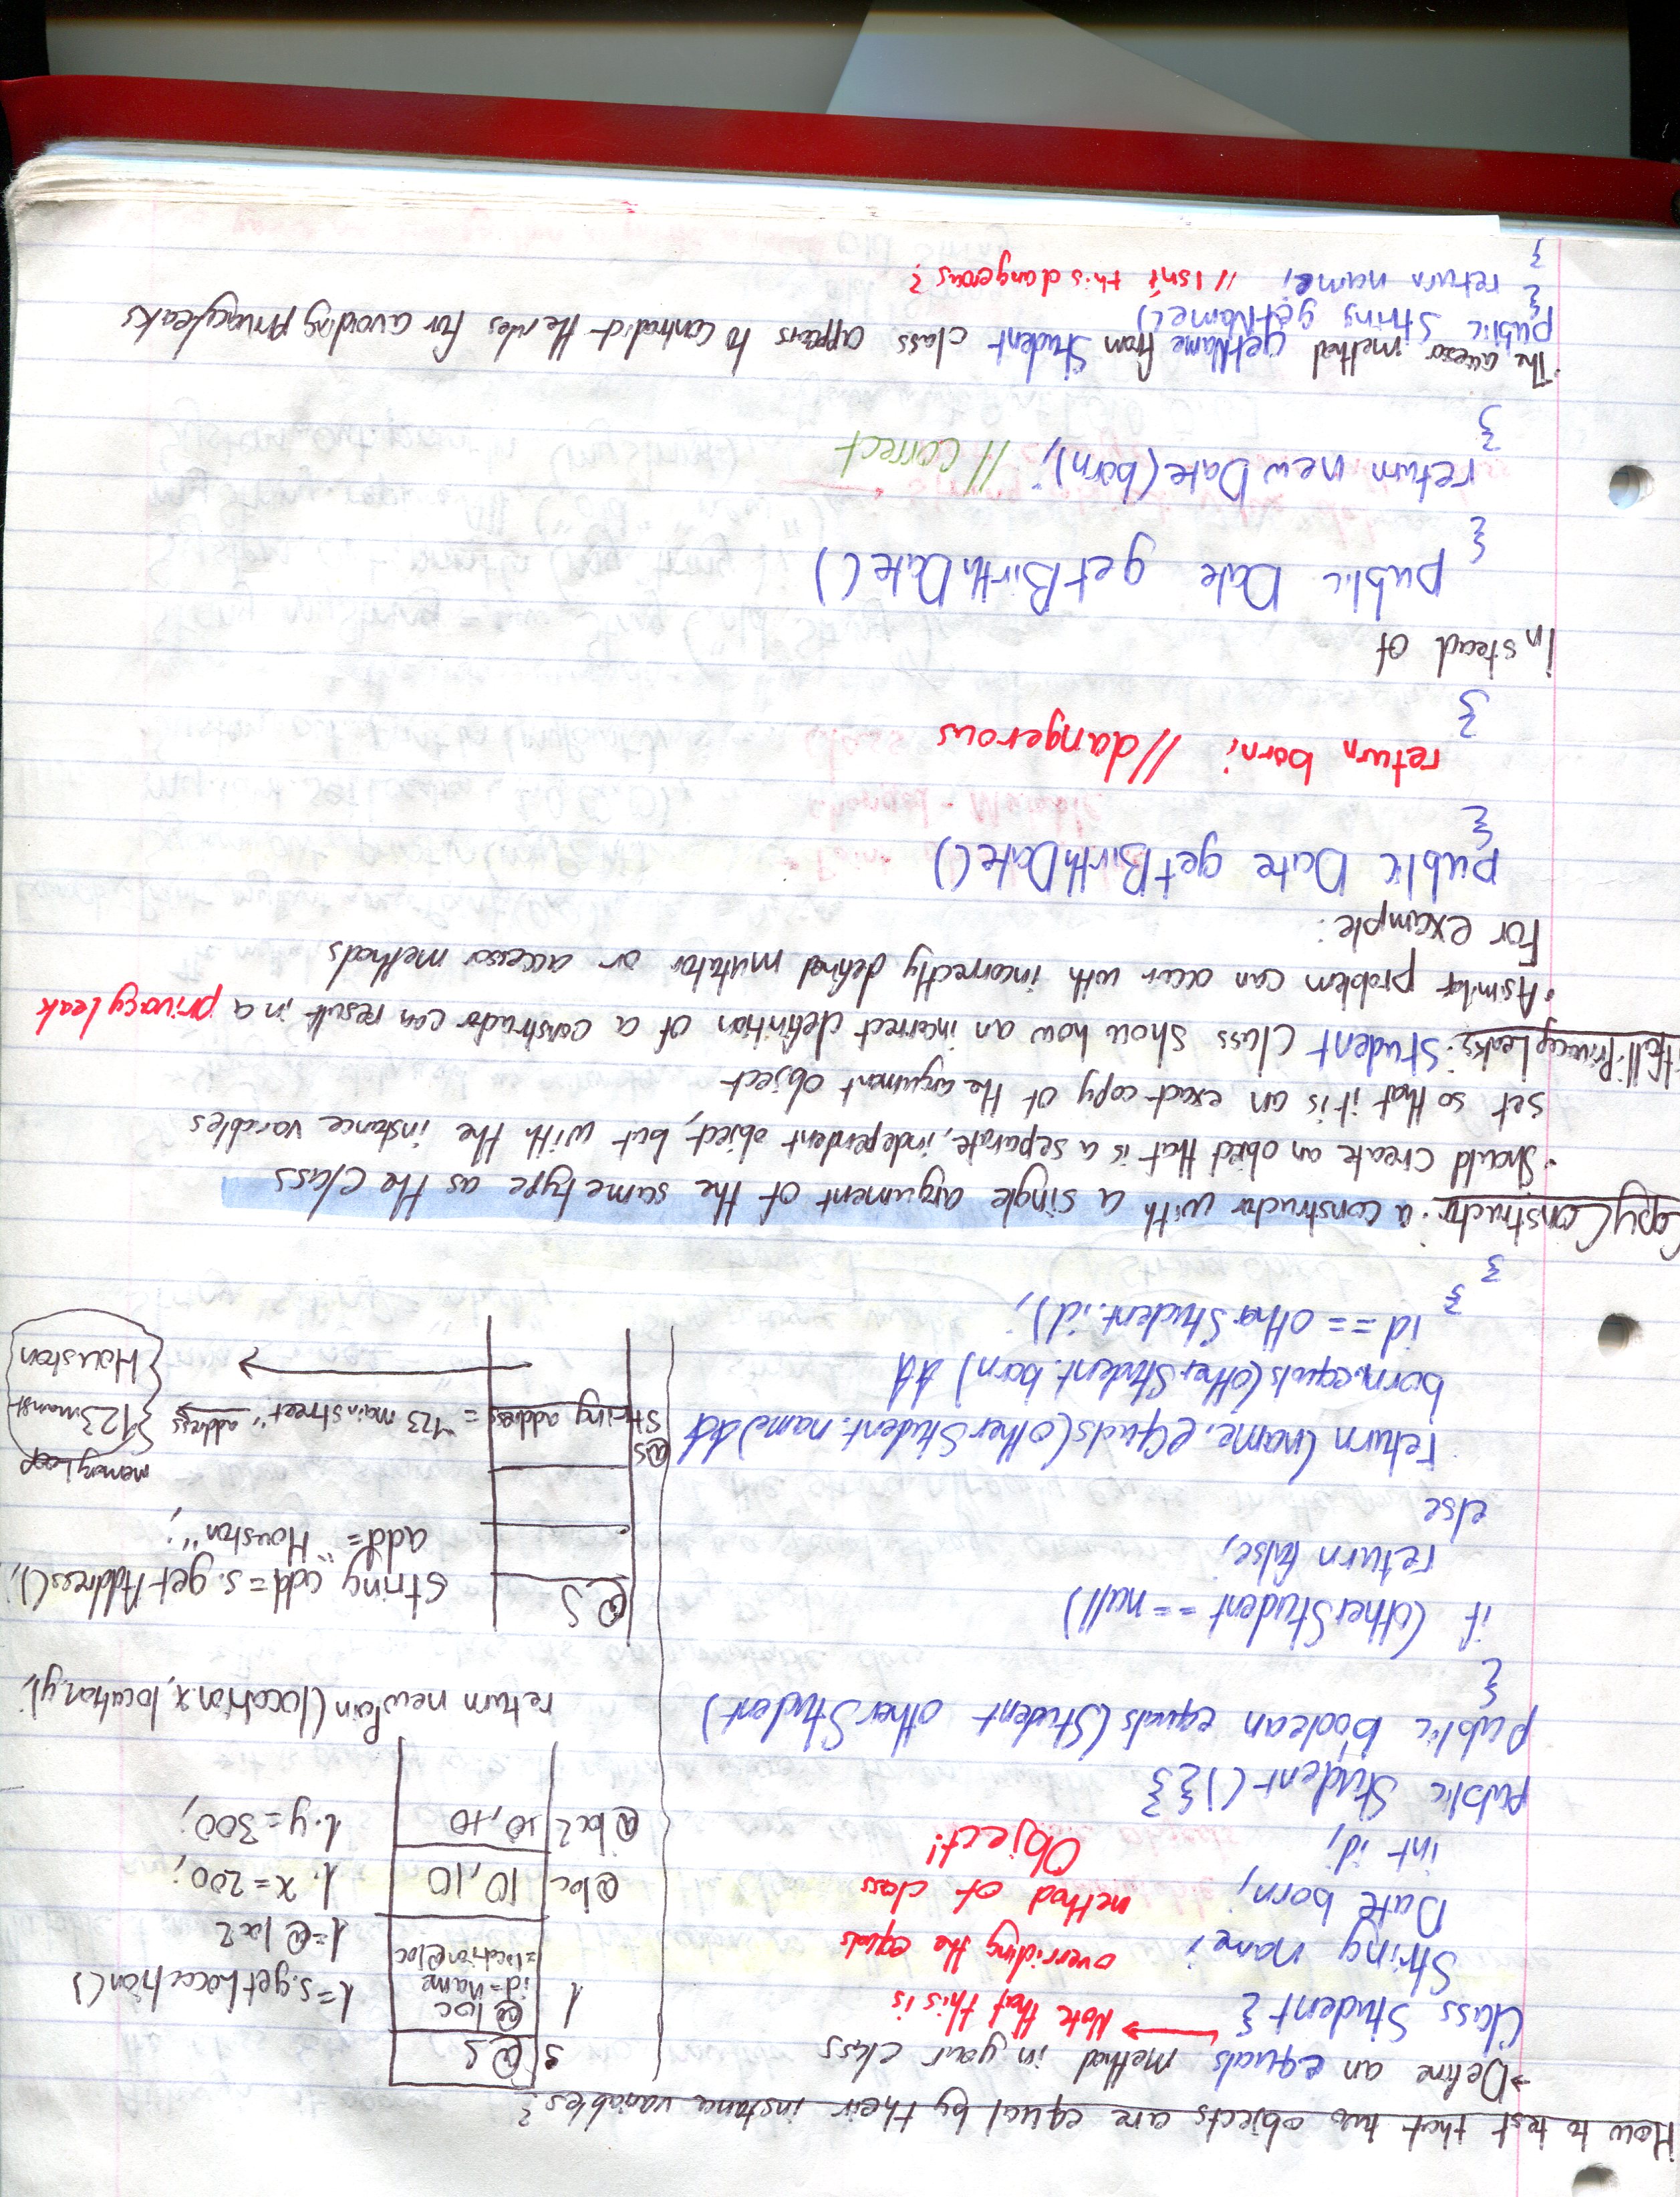 How to test that two objects are equal by their instance variables?
→ Define an equals method in your class
Class Student {
String name;
Date born;
int id;
public Student(){}
Note that this is
overriding the equals
method of class
Object!
public boolean equals(Student otherStudent)
{
if (otherStudent == null)
return false;
else
return (name.equals(otherStudent.name) &&
born.equals(otherStudent.born) &&
id == otherStudent.id);
}
}
s @S
l @loc
id=name
=location@loc
@loc 10,10
@loc2 10,10
l=s.getLocation()
l=@loc2
l.x=200;
l.y=300;
return new Poin(location.x, location.y);
@S
String add=s.getAddress();
add="Houston";
@S
String address = "123 mainstreet" address
memory Loop
123 mainst
Houston
Copy Constructor: a constructor with a single argument of the same type as the class
• Should create an object that is a separate, independent object, but with the instance variables
set so that it is an exact copy of the argument object
Pitfall: Privacy Leaks: Student Class show how an incorrect definition of a constructor can result in a privacy leak
• A similar problem can occur with incorrectly defined mutator or accessor methods
For example:
public Date getBirthDate()
{
return born; //dangerous
}
Instead of
public Date getBirthDate()
{
return new Date(born); // Correct
}
• The accessor method getName from Student class appears to contradict the rules for avoiding Privacy leaks
public String getName()
{
return name; // Isn't this dangerous?
}